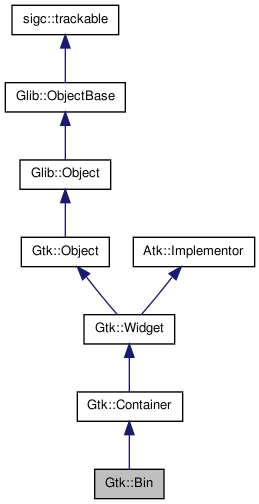 sigc::trackable
Glib::ObjectBase
Glib::Object
Gtk::Object
Atk::Implementor
Gtk::Widget
Gtk::Container
Gtk::Bin